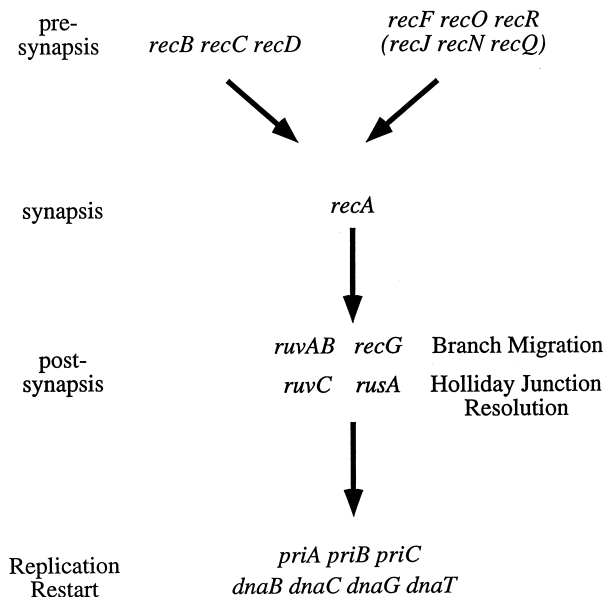 pre-
synapsis
recB recC recD
recF recO recR
(recJ recN recQ)
synapsis
recA
post-
synapsis
ruvAB recG Branch Migration
ruvC rusA Holliday Junction
Resolution
Replication
Restart
priA priB priC
dnaB dnaC dnaG dnaT